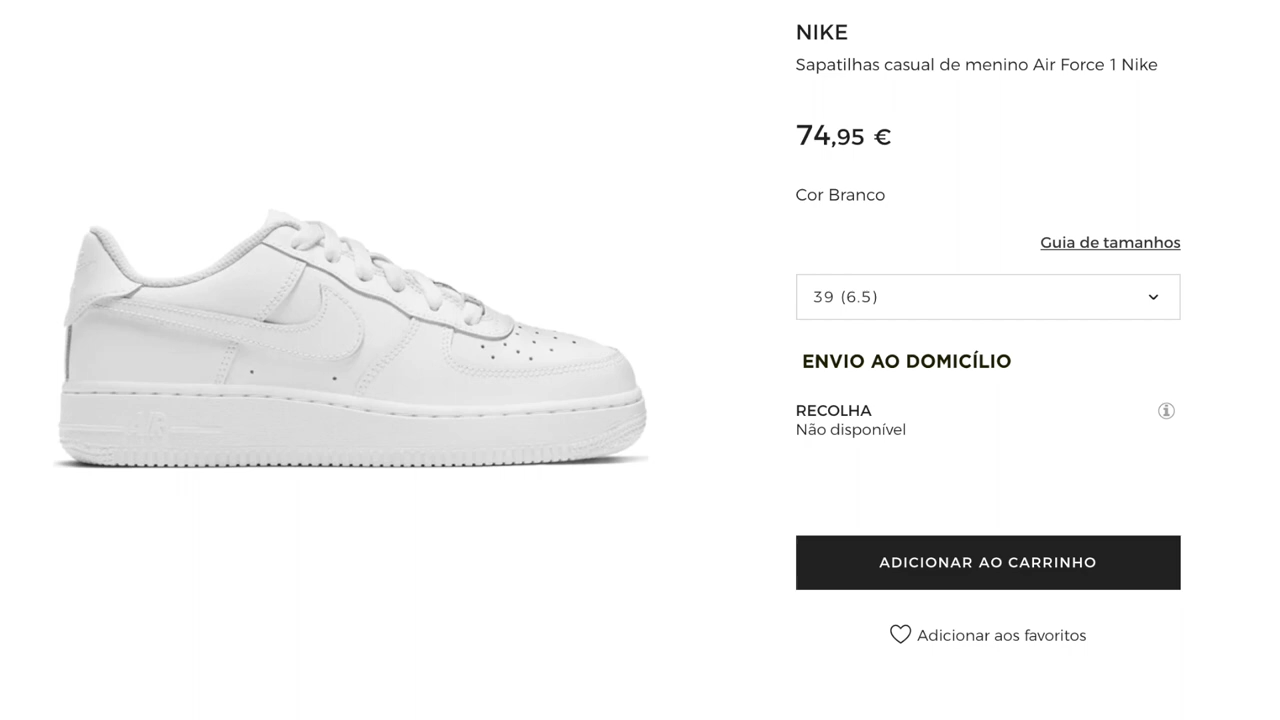 NIKE
Sapatilhas casual de menino Air Force 1 Nike
74,95 €
Cor Branco
Guia de tamanhos
39 (6.5)
ENVIO AO DOMICÍLIO
RECOLHA
Não disponível
ADICIONAR AO CARRINHO
Adicionar aos favoritos
AIR